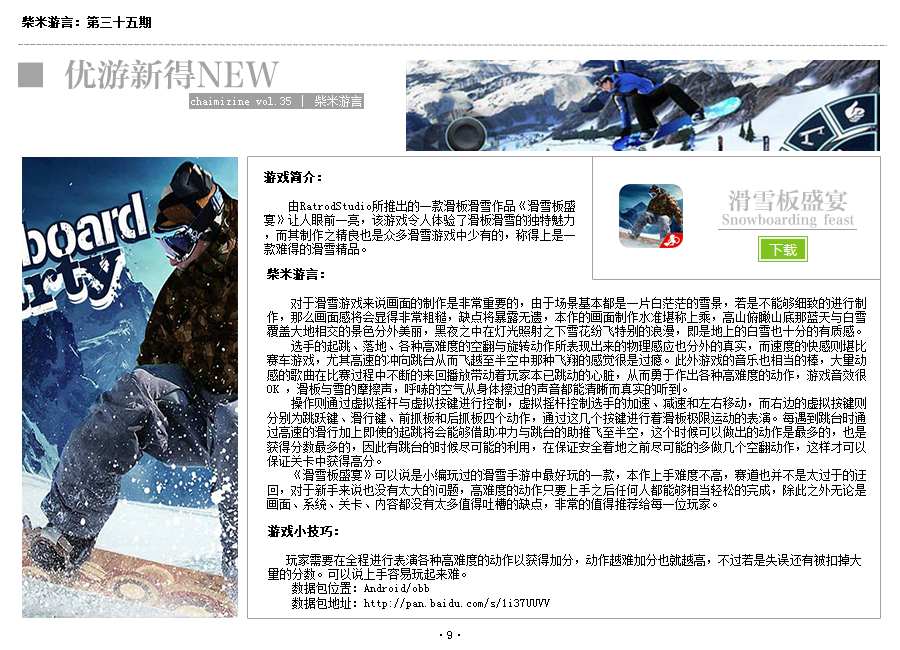 柴米游言：第三十五期
优游新得NEW
chaimizine vol.35 | 柴米游言
board
rty
游戏简介：
由RatrodStudio所推出的一款滑板滑雪作品《滑雪板盛
宴》让人眼前一亮，该游戏令人体验了滑板滑雪的独特魅力
，而其制作之精良也是众多滑雪游戏中少有的，称得上是一
款难得的滑雪精品。
滑雪板盛宴
Snowboarding feast
下载
柴米游言：
对于滑雪游戏来说画面的制作是非常重要的，由于场景基本都是一片白茫茫的雪景，若是不能够细致的进行制
作，那么画面感将会显得非常粗糙，缺点将暴露无遗，本作的画面制作水准堪称上乘，高山俯瞰山底那蓝天与白雪
覆盖大地相交的景色分外美丽，黑夜之中在灯光照射之下雪花纷飞特别的浪漫，即是地上的白雪也十分的有质感。
选手的起跳、落地、各种高难度的空翻与旋转动作所表现出来的物理感应也分外的真实，而速度的快感则堪比
赛车游戏，尤其高速的冲向跳台从而飞越至半空中那种飞翔的感觉很是过瘾。此外游戏的音乐也相当的棒，大量动
感的歌曲在比赛过程中不断的来回播放带动着玩家本已跳动的心脏，从而勇于作出各种高难度的动作，游戏音效很
OK ，滑板与雪的摩擦声，呼哧的空气从身体擦过的声音都能清晰而真实的听到。
操作则通过虚拟摇杆与虚拟按键进行控制，虚拟摇杆控制选手的加速、减速和左右移动，而右边的虚拟按键则
分别为跳跃键、滑行键、前抓板和后抓板四个动作，通过这几个按键进行着滑板极限运动的表演。每遇到跳台时通
过高速的滑行加上即使的起跳将会能够借助冲力与跳台的助推飞至半空，这个时候可以做出的动作是最多的，也是
获得分数最多的，因此有跳台的时候尽可能的利用，在保证安全着地之前尽可能的多做几个空翻动作，这样才可以
保证关卡中获得高分。
《滑雪板盛宴》可以说是小编玩过的滑雪手游中最好玩的一款，本作上手难度不高，赛道也并不是太过于的迂
回，对于新手来说也没有太大的问题，高难度的动作只要上手之后任何人都能够相当轻松的完成，除此之外无论是
画面、系统、关卡、内容都没有太多值得吐槽的缺点，非常的值得推荐给每一位玩家。
游戏小技巧：
玩家需要在全程进行表演各种高难度的动作以获得加分，动作越难加分也就越高，不过若是失误还有被扣掉大
量的分数。可以说上手容易玩起来难。
数据包位置：Android/obb
数据包地址：http://pan.baidu.com/s/1i37UUVV
·9·